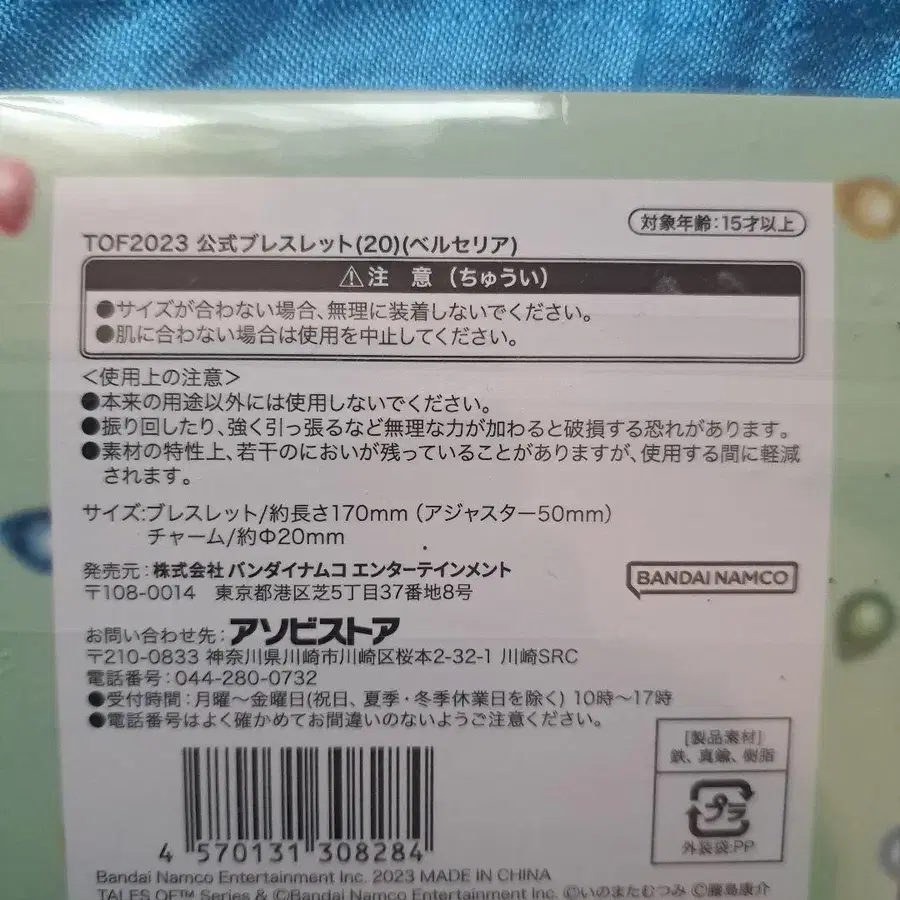 対象年齢:15才以上
TOF2023 公式ブレスレット(20)(ベルセリア)
⚠注 意(ちゅうい)
●サイズが合わない場合、無理に装着しないでください。
●肌に合わない場合は使用を中止してください。
<使用上の注意>
●本来の用途以外には使用しないでください。
●振り回したり、強く引っ張るなど無理な力が加わると破損する恐れがあります。
●素材の特性上、若干のにおいが残っていることがありますが、使用する間に軽減
されます。
サイズ:ブレスレット/約長さ170mm(アジャスター50mm)
チャーム/約Φ20mm
発売元:株式会社 バンダイナムコ エンターテインメント
〒108-0014 東京都港区芝5丁目37番地8号
BANDAI NAMCO
お問い合わせ先:アソビストア
〒210-0833 神奈川県川崎市川崎区桜本2-32-1 川崎SRC
電話番号:044-280-0732
●受付時間:月曜〜金曜日(祝日、夏季・冬季休業日を除く) 10時〜17時
●電話番号はよく確かめてお間違いのないようご注意ください。
[製品素材]
鉄、真鍮、樹脂
プラ
外装袋:PP
4 570131 308284
Bandai Namco Entertainment Inc. 2023 MADE IN CHINA
TALES OF™ Series & ©Bandai Namco Entertainment Inc. ©いのまたむつみ ©藤島康介